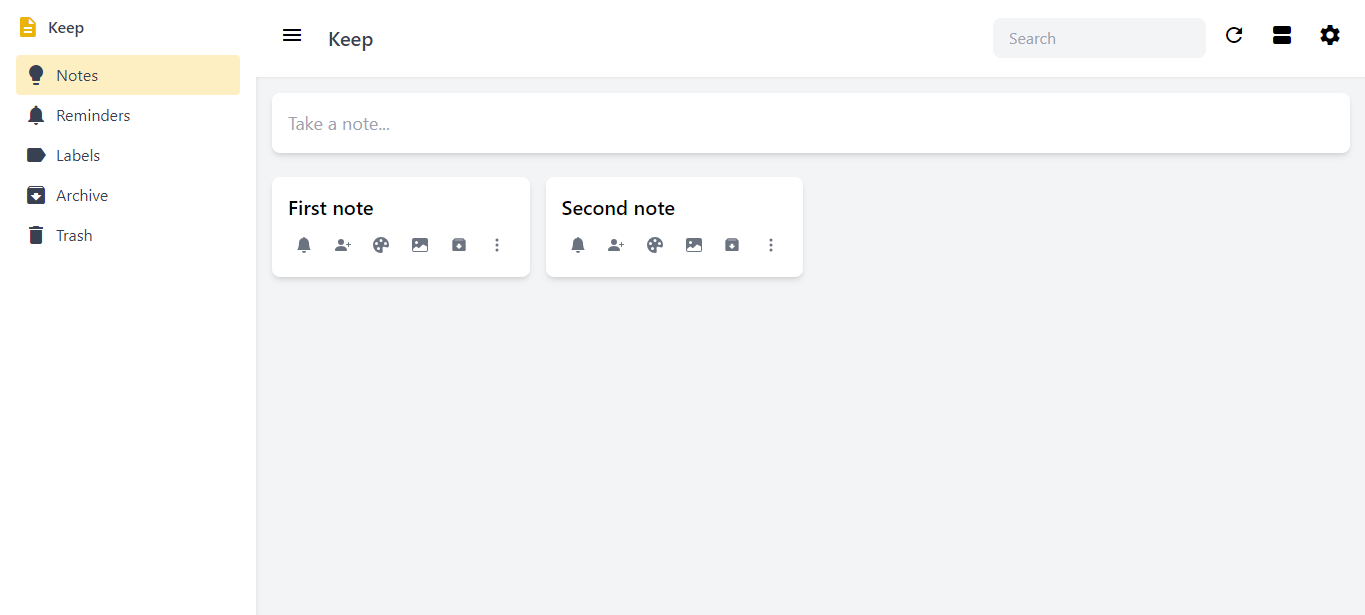 Keep
Notes
Reminders
Labels
Archive
Trash
Keep
Search
Take a note...
First note
Second note